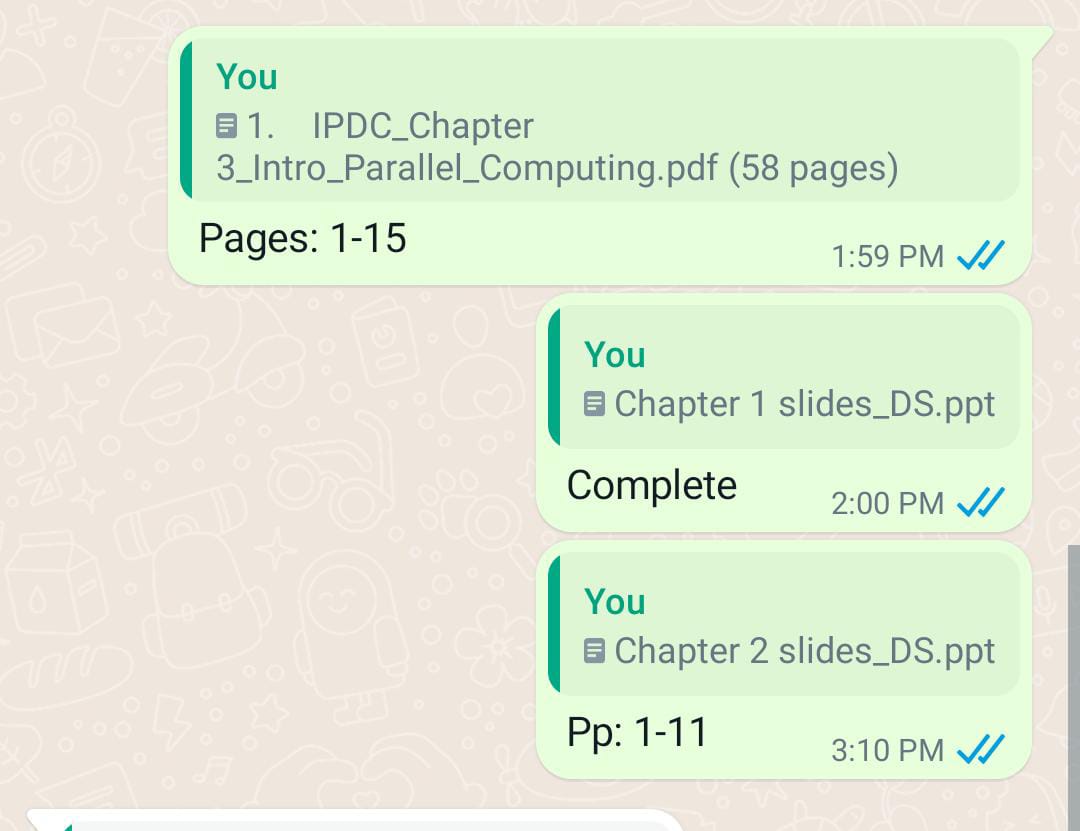 You
1. IPDC_Chapter
3_Intro_Parallel_Computing.pdf (58 pages)
Pages: 1-15
1:59 PM
You
Chapter 1 slides_DS.ppt
Complete
2:00 PM
You
Chapter 2 slides_DS.ppt
Pp: 1-11
3:10 PM